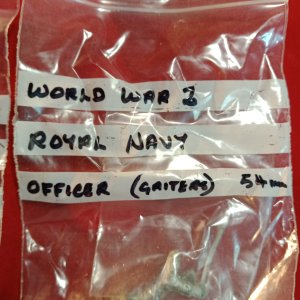 WORLD WAR 2
ROYAL NAVY
OFFICER (GAITERS) 54mm